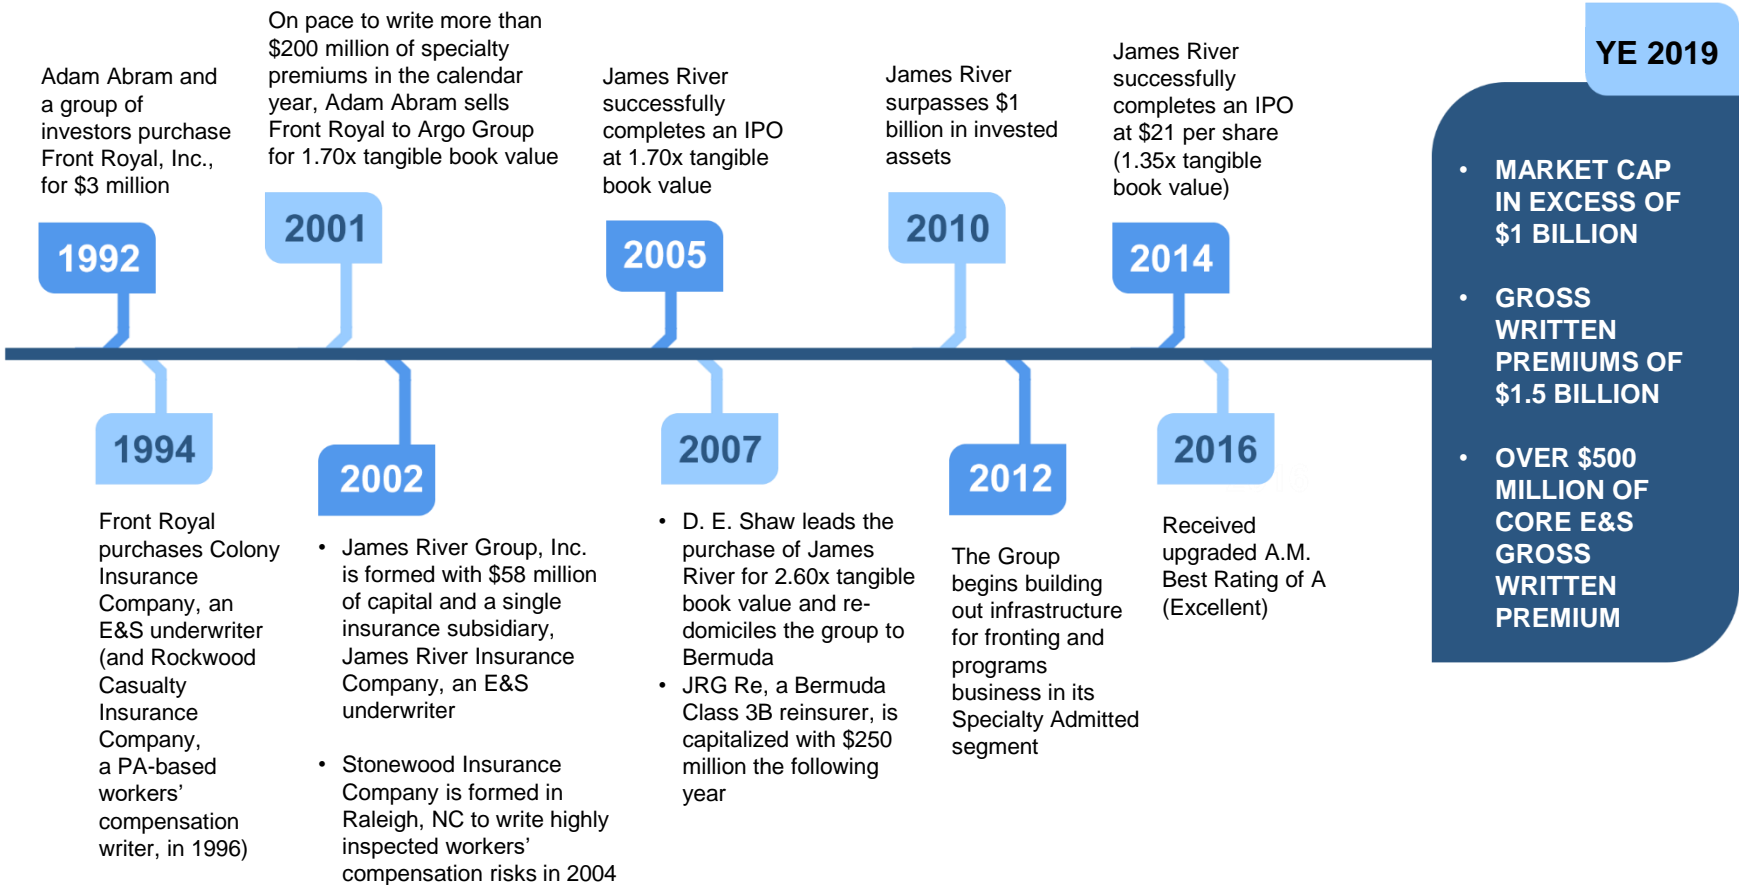 Adam Abram and
a group of
investors purchase
Front Royal, Inc.,
for $3 million
1992
On pace to write more than
$200 million of specialty
premiums in the calendar
year, Adam Abram sells
Front Royal to Argo Group
for 1.70x tangible book value
2001
James River
successfully
completes an IPO
at 1.70x tangible
book value
2005
James River
surpasses $1
billion in invested
assets
2010
James River
successfully
completes an IPO
at $21 per share
(1.35x tangible
book value)
2014
1994
Front Royal
purchases Colony
Insurance
Company, an
E&S underwriter
(and Rockwood
Casualty
Insurance
Company,
a PA-based
workers’
compensation
writer, in 1996)
2002
• James River Group, Inc.
is formed with $58 million
of capital and a single
insurance subsidiary,
James River Insurance
Company, an E&S
underwriter
• Stonewood Insurance
Company is formed in
Raleigh, NC to write highly
inspected workers’
compensation risks in 2004
2007
• D. E. Shaw leads the
purchase of James
River for 2.60x tangible
book value and re-
domiciles the group to
Bermuda
• JRG Re, a Bermuda
Class 3B reinsurer, is
capitalized with $250
million the following
year
2012
The Group
begins building
out infrastructure
for fronting and
programs
business in its
Specialty Admitted
segment
2016
Received
upgraded A.M.
Best Rating of A
(Excellent)
YE 2019
• MARKET CAP
IN EXCESS OF
$1 BILLION
• GROSS
WRITTEN
PREMIUMS OF
$1.5 BILLION
• OVER $500
MILLION OF
CORE E&S
GROSS
WRITTEN
PREMIUM